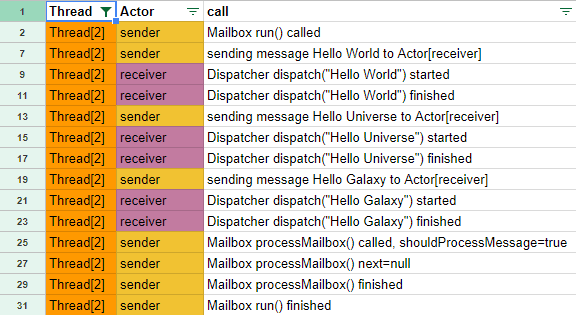 1 Thread Actor call
2 Thread[2] sender Mailbox run() called
7 Thread[2] sender sending message Hello World to Actor[receiver]
9 Thread[2] receiver Dispatcher dispatch("Hello World") started
11 Thread[2] receiver Dispatcher dispatch("Hello World") finished
13 Thread[2] sender sending message Hello Universe to Actor[receiver]
15 Thread[2] receiver Dispatcher dispatch("Hello Universe") started
17 Thread[2] receiver Dispatcher dispatch("Hello Universe") finished
19 Thread[2] sender sending message Hello Galaxy to Actor[receiver]
21 Thread[2] receiver Dispatcher dispatch("Hello Galaxy") started
23 Thread[2] receiver Dispatcher dispatch("Hello Galaxy") finished
25 Thread[2] sender Mailbox processMailbox() called, shouldProcessMessage=true
27 Thread[2] sender Mailbox processMailbox() next=null
29 Thread[2] sender Mailbox processMailbox() finished
31 Thread[2] sender Mailbox run() finished